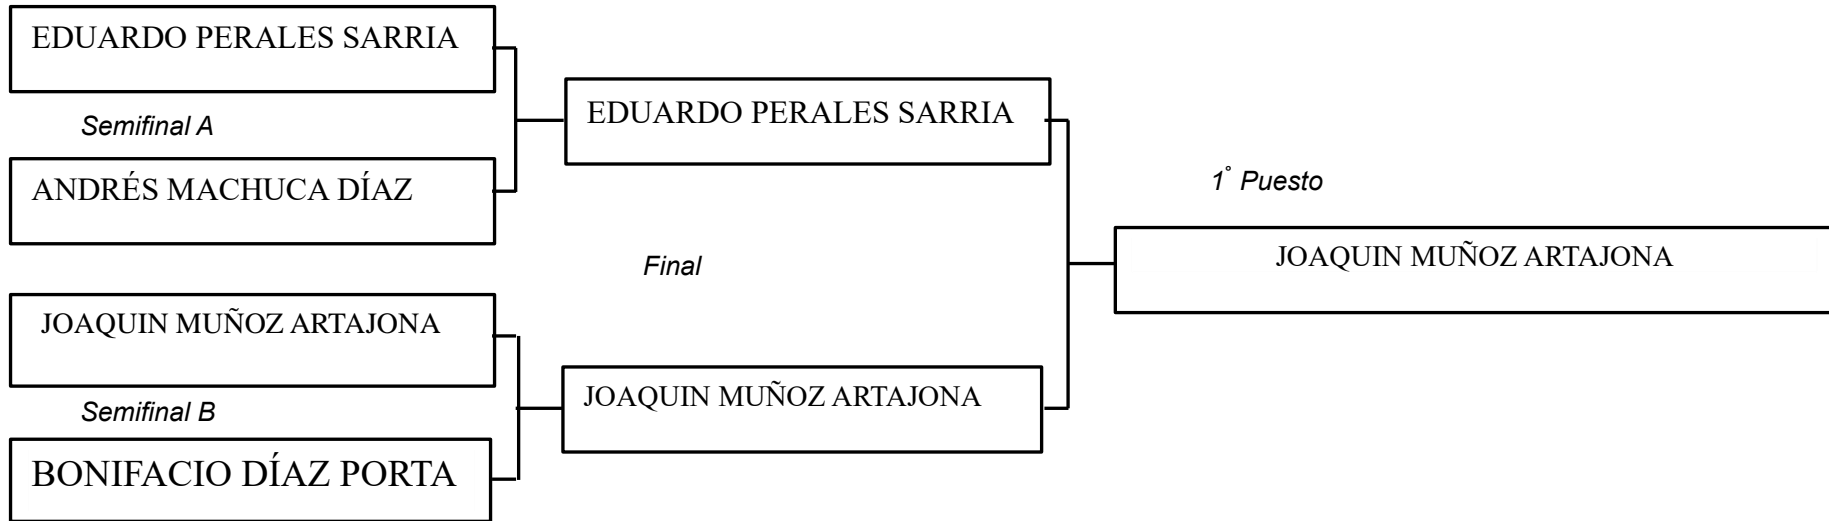 EDUARDO PERALES SARRIA
Semifinal A
ANDRÉS MACHUCA DÍAZ
JOAQUIN MUÑOZ ARTAJONA
Semifinal B
BONIFACIO DÍAZ PORTA
EDUARDO PERALES SARRIA
Final
JOAQUIN MUÑOZ ARTAJONA
1° Puesto
JOAQUIN MUÑOZ ARTAJONA